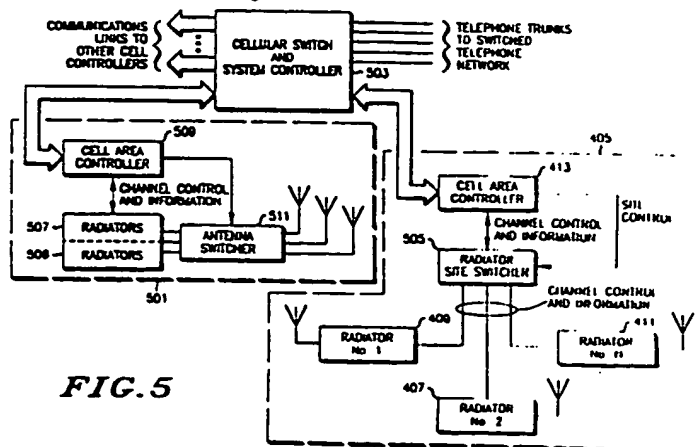 COMMUNICATIONS
LINKS TO
OTHER CELL
CONTROLLERS
CELLULAR SWITCH
AND
SYSTEM CONTROLLER
503
TELEPHONE TRUNKS
TO SWITCHED
TELEPHONE
NETWORK
509
CELL AREA
CONTROLLER
CHANNEL CONTROL
AND INFORMATION
507
RADIATORS
506
RADIATORS
511
ANTENNA
SWITCHER
501
405
413
CELL AREA
CONTROLLER
SITE
CONTROL
CHANNEL CONTROL
AND INFORMATION
505
RADIATOR
SITE SWITCHER
CHANNEL CONTROL
AND INFORMATION
409
RADIATOR
No 1
411
RADIATOR
No n
407
RADIATOR
No 2
FIG.5